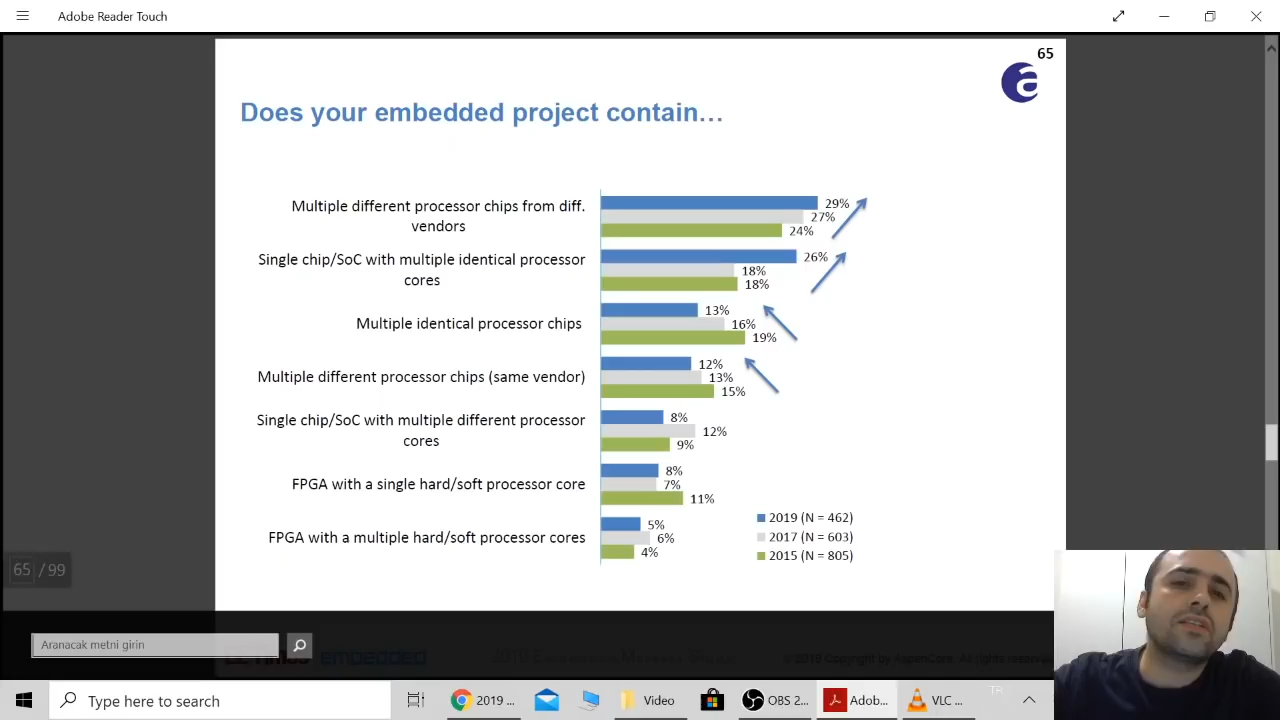 Adobe Reader Touch
65
a
Does your embedded project contain…
Multiple different processor chips from diff.
vendors
29%
27%
24%
Single chip/SoC with multiple identical processor
cores
26%
18%
18%
Multiple identical processor chips
13%
16%
19%
Multiple different processor chips (same vendor)
12%
13%
15%
Single chip/SoC with multiple different processor
cores
8%
12%
9%
FPGA with a single hard/soft processor core
8%
7%
11%
FPGA with a multiple hard/soft processor cores
5%
6%
4%
2019 (N = 462)
2017 (N = 603)
2015 (N = 805)
65 / 99
Aranacak metni girin
Embedded
Type here to search
2019 ...
Video
OBS 2...
Adob...
VLC ...
TR